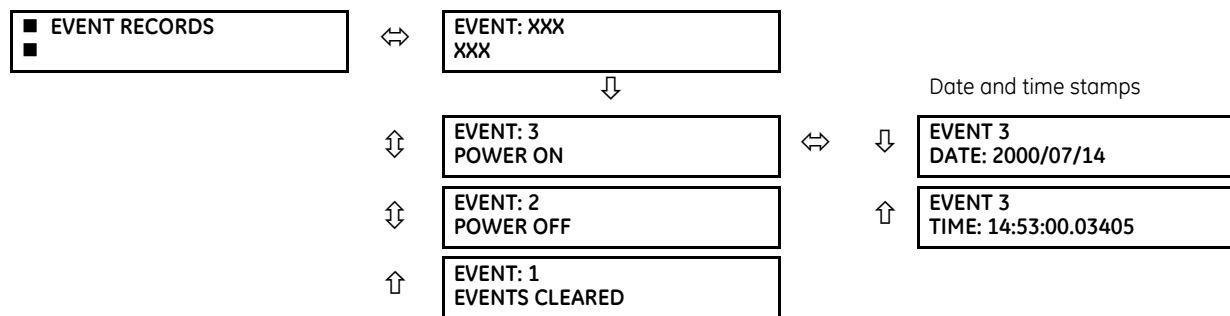 ■ EVENT RECORDS
■
EVENT: XXX
XXX
Date and time stamps
EVENT: 3
POWER ON
EVENT 3
DATE: 2000/07/14
EVENT: 2
POWER OFF
EVENT 3
TIME: 14:53:00.03405
EVENT: 1
EVENTS CLEARED